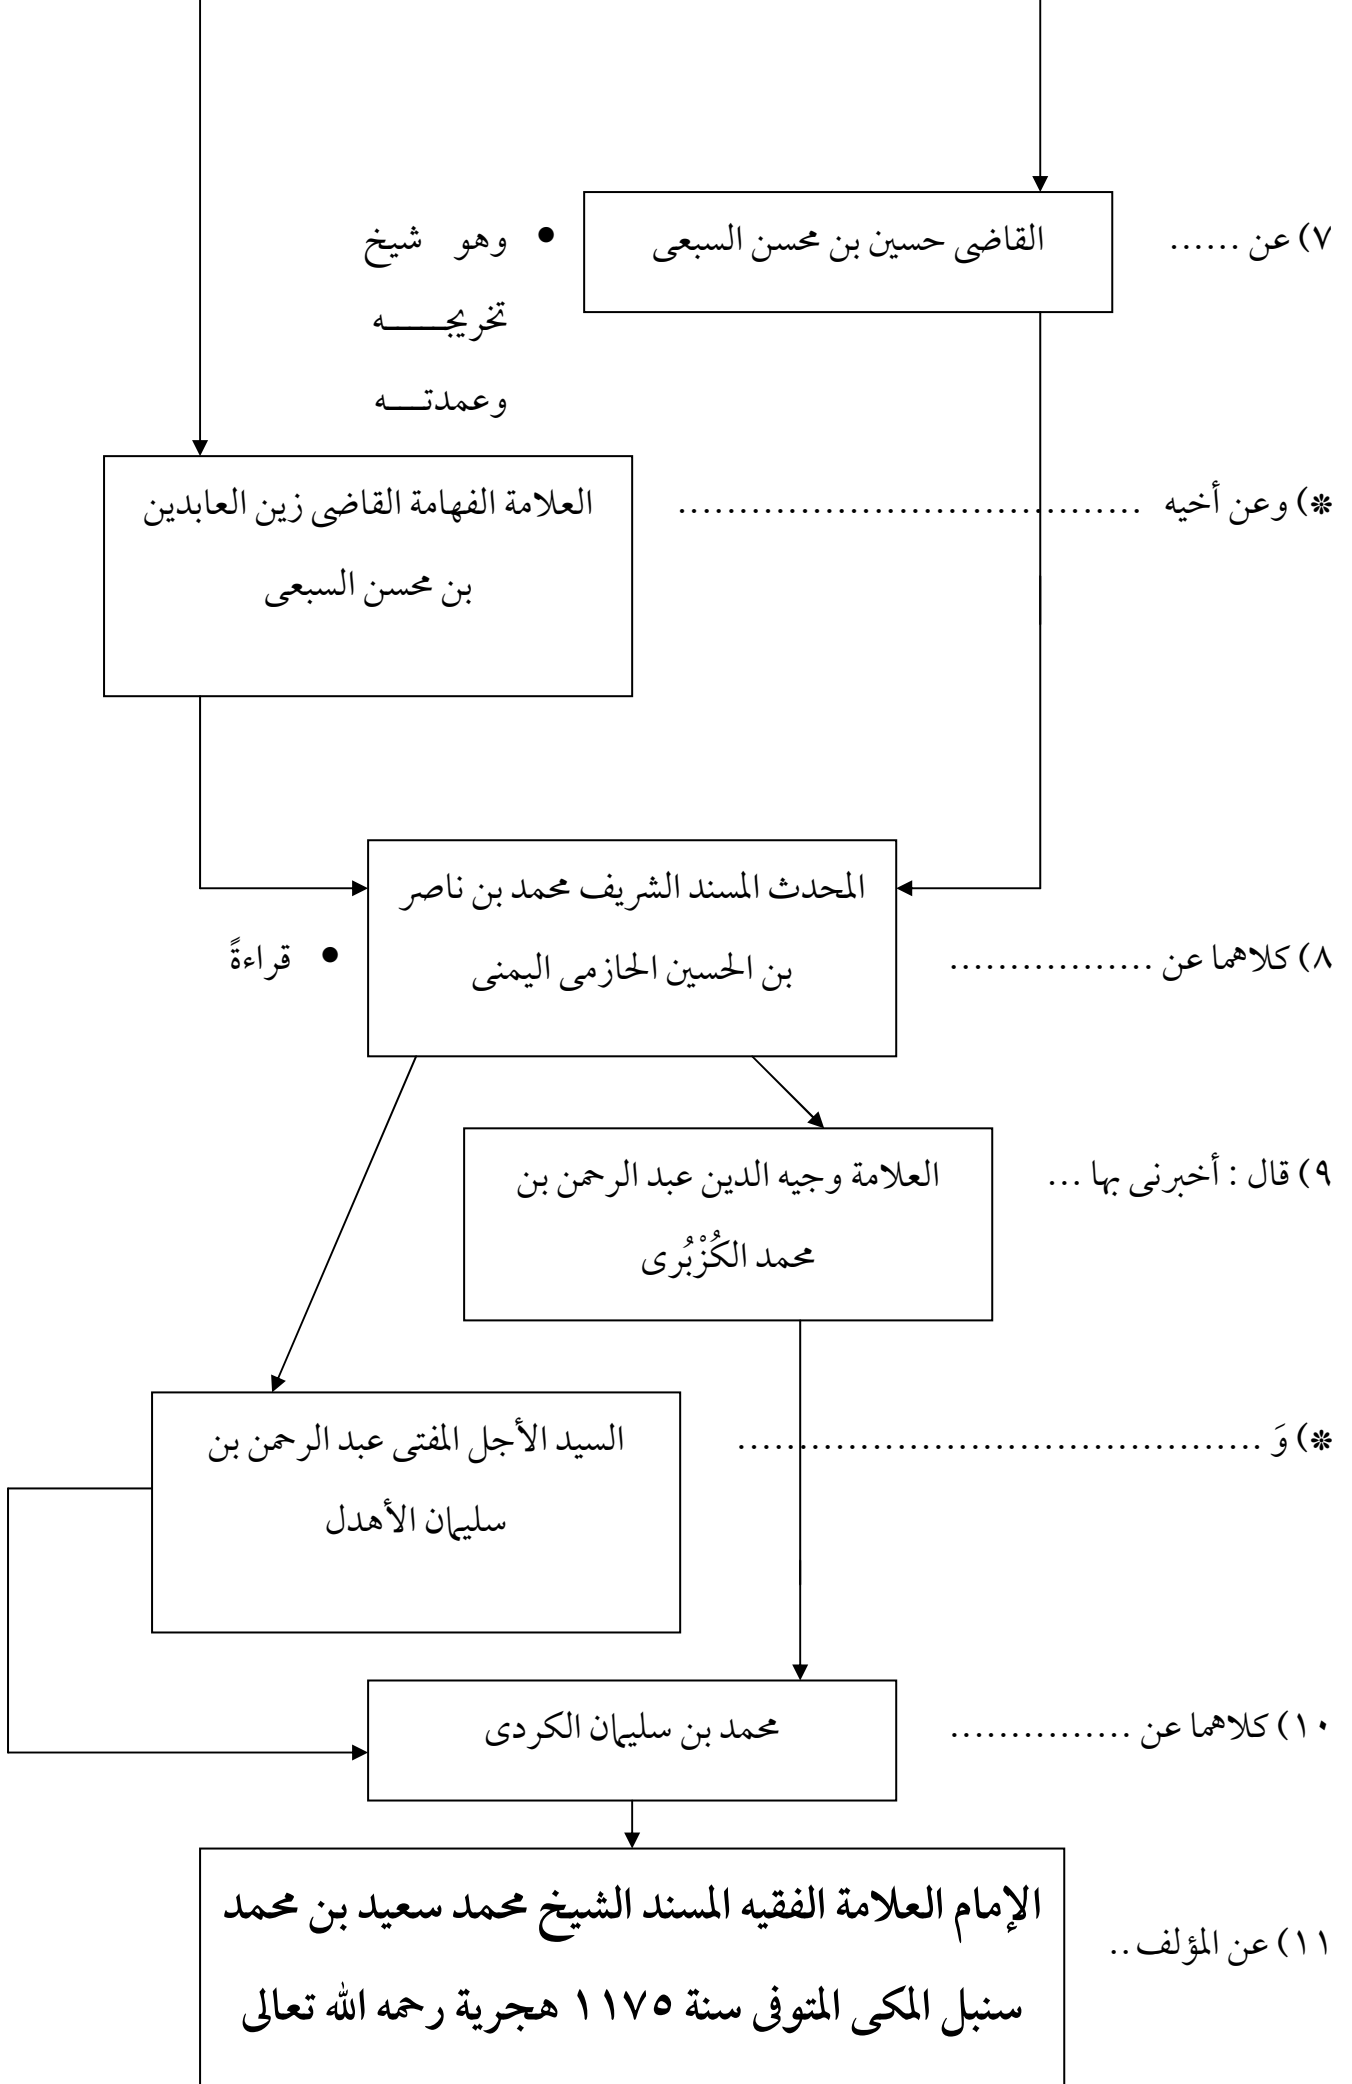 ٧) عن ...... القاضى حسين بن محسن السبعى • وهو شيخ
تخريجـــــه
وعمدتـــه
❋) وعن أخيه ...................................... العلامة الفهامة القاضى زين العابدين
بن محسن السبعى
المحدث المسند الشريف محمد بن ناصر
٨) كلاهما عن ................. بن الحسين الحازمى اليمنى • قراءةً
٩) قال : أخبرنى بها ... العلامة وجيه الدين عبد الرحمن بن
محمد الكُزْبُرى
❋) وَ ........................................... السيد الأجل المفتى عبد الرحمن بن
سليمان الأهدل
١٠) كلاهما عن ............... محمد بن سليمان الكردى
الإمام العلامة الفقيه المسند الشيخ محمد سعيد بن محمد
١١) عن المؤلف ..
سنبل المكى المتوفى سنة ١١٧٥ هجرية رحمه الله تعالى